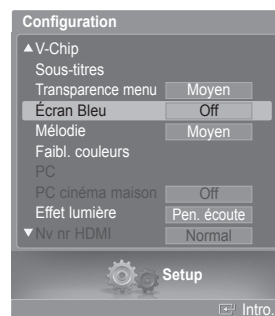 Configuration
▲V-Chip
Sous-titres
Transparence menu Moyen
Écran Bleu Off
Mélodie Moyen
Faibl. couleurs
PC
PC cinéma maison Off
Effet lumière Pen. écoute
▼Nv nr HDMI Normal
Setup
Intro.